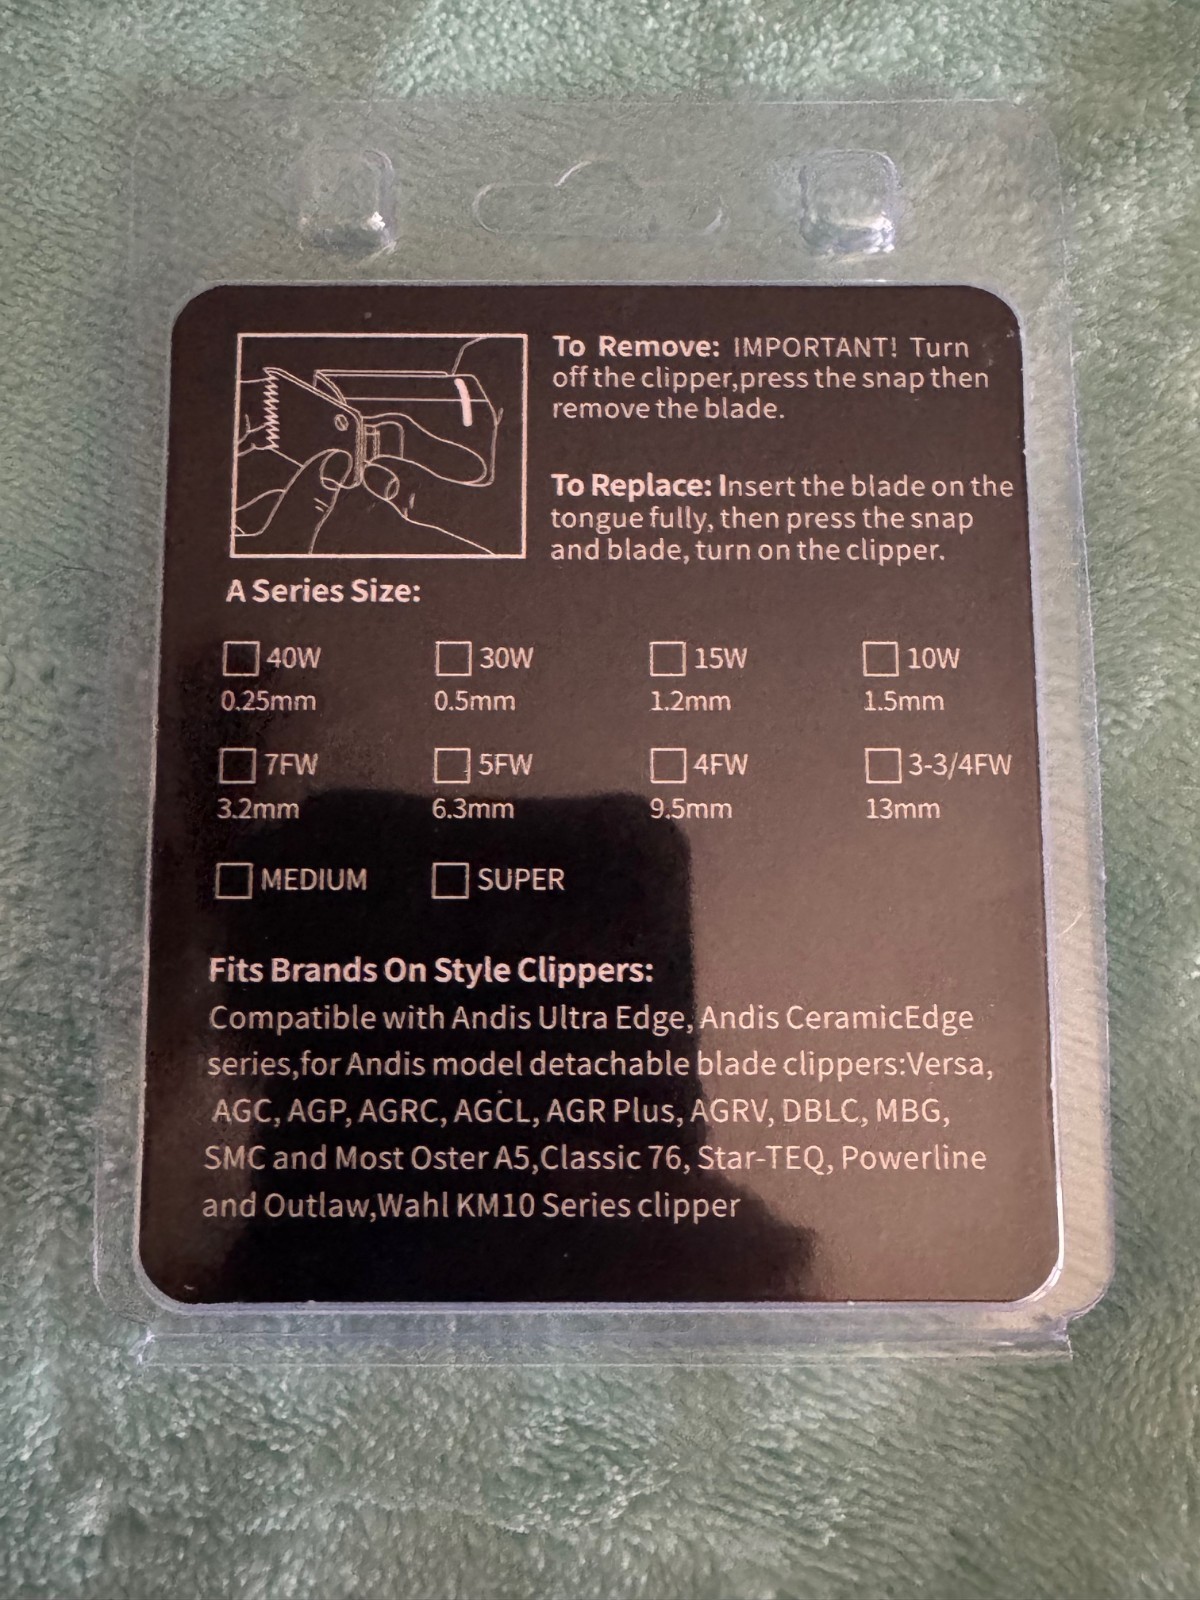 To Remove: IMPORTANT! Turn
off the clipper,press the snap then
remove the blade.
To Replace: Insert the blade on the
tongue fully, then press the snap
and blade, turn on the clipper.
A Series Size:
40W 30W 15W 10W
0.25mm 0.5mm 1.2mm 1.5mm
7FW 5FW 4FW 3-3/4FW
3.2mm 6.3mm 9.5mm 13mm
MEDIUM SUPER
Fits Brands On Style Clippers:
Compatible with Andis Ultra Edge, Andis CeramicEdge
series,for Andis model detachable blade clippers:Versa,
AGC, AGP, AGRC, AGCL, AGR Plus, AGRV, DBLC, MBG,
SMC and Most Oster A5,Classic 76, Star-TEQ, Powerline
and Outlaw,Wahl KM10 Series clipper